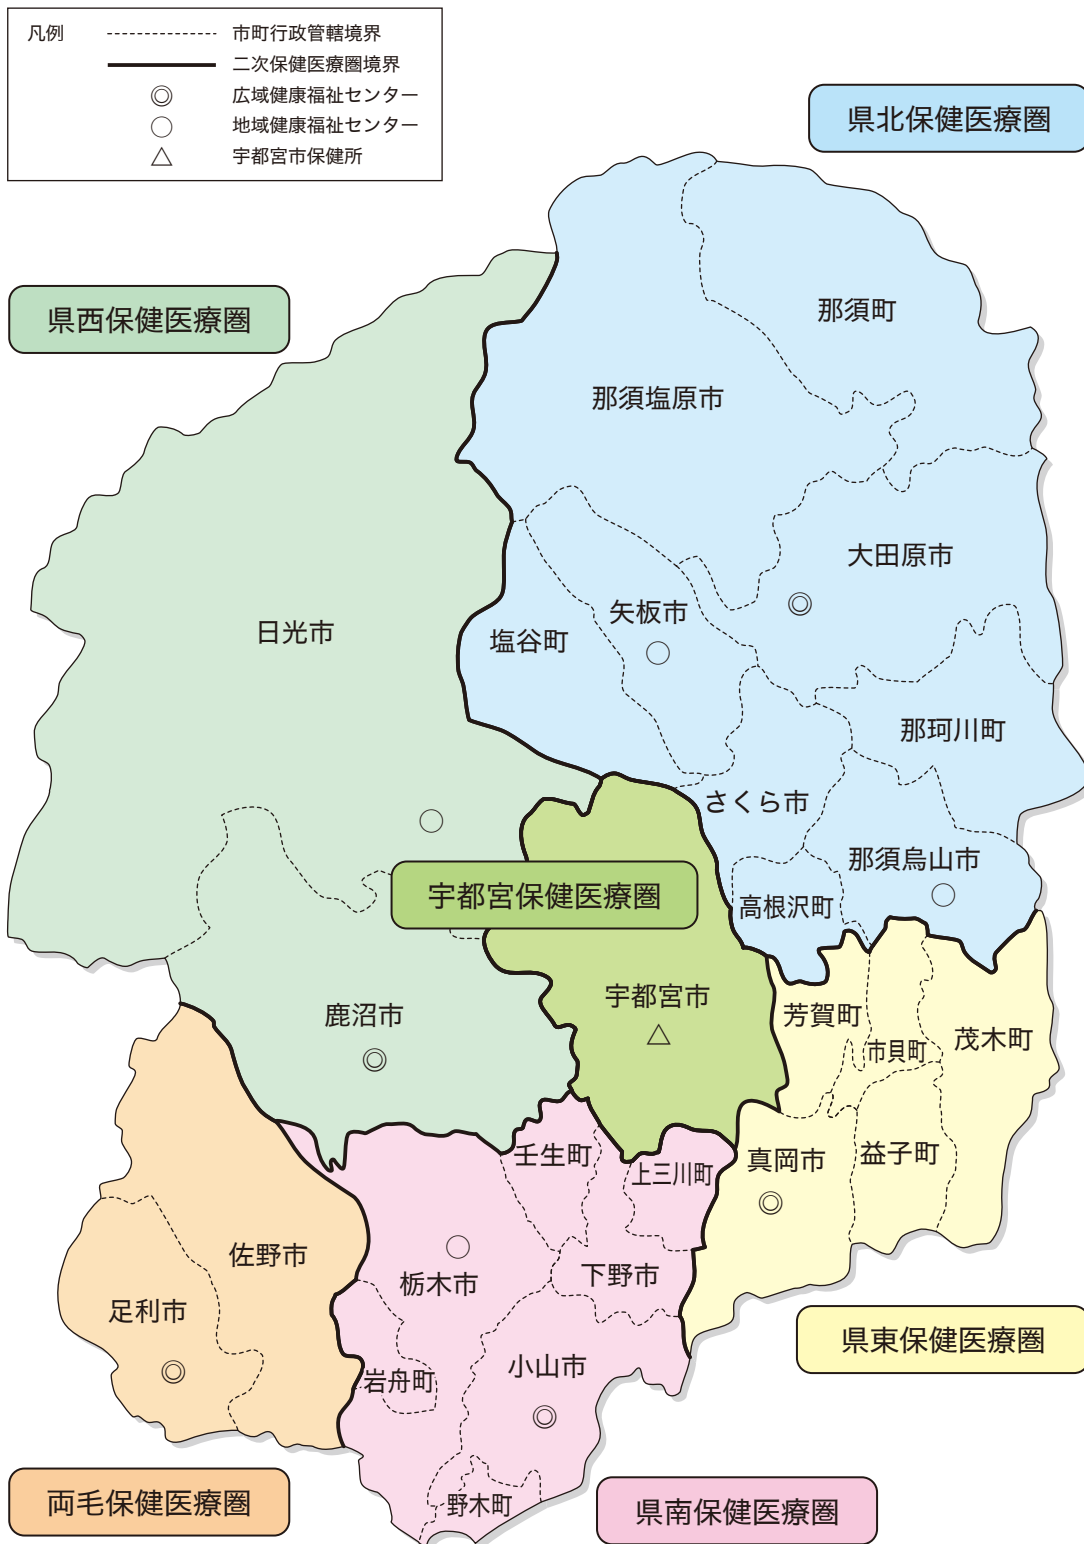 凡例
市町行政管轄境界
二次保健医療圏境界
広域健康福祉センター
地域健康福祉センター
宇都宮市保健所
県北保健医療圏
県西保健医療圏
那須町
那須塩原市
大田原市
矢板市
日光市
塩谷町
那珂川町
さくら市
那須烏山市
宇都宮保健医療圏
高根沢町
宇都宮市
鹿沼市
芳賀町
市貝町
茂木町
壬生町
上三川町
真岡市
益子町
佐野市
栃木市
下野市
足利市
県東保健医療圏
小山市
岩舟町
両毛保健医療圏
野木町
県南保健医療圏